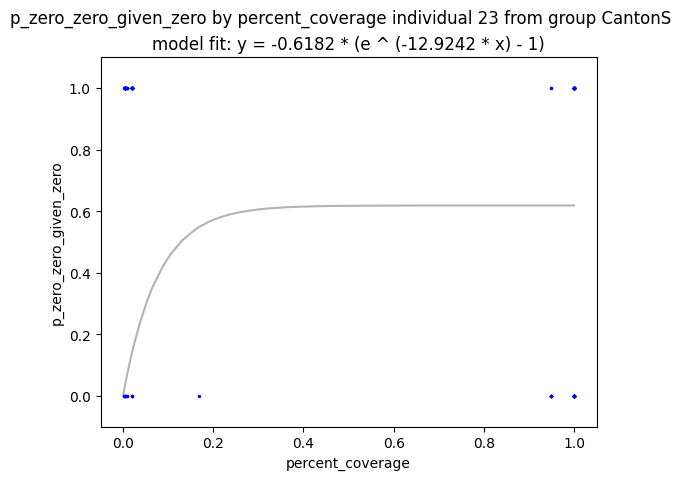 p_zero_zero_given_zero by percent_coverage individual 23 from group CantonS
model fit: y = -0.6182 * (e ^ (-12.9242 * x) - 1)
1.0
0.8
0.6
0.4
0.2
0.0
p_zero_zero_given_zero
0.0 0.2 0.4 0.6 0.8 1.0
percent_coverage